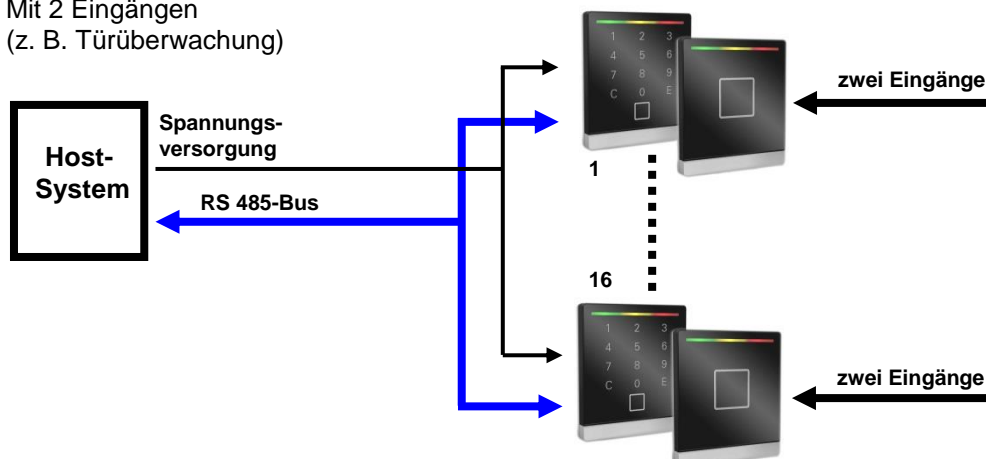 Mit 2 Eingängen
(z. B. Türüberwachung)
Host-
System
Spannungs-
versorgung
RS 485-Bus
1 2 3
4 5 6
7 8 9
C 0 E
zwei Eingänge
1
16
1 2 3
4 5 6
7 8 9
C 0 E
zwei Eingänge